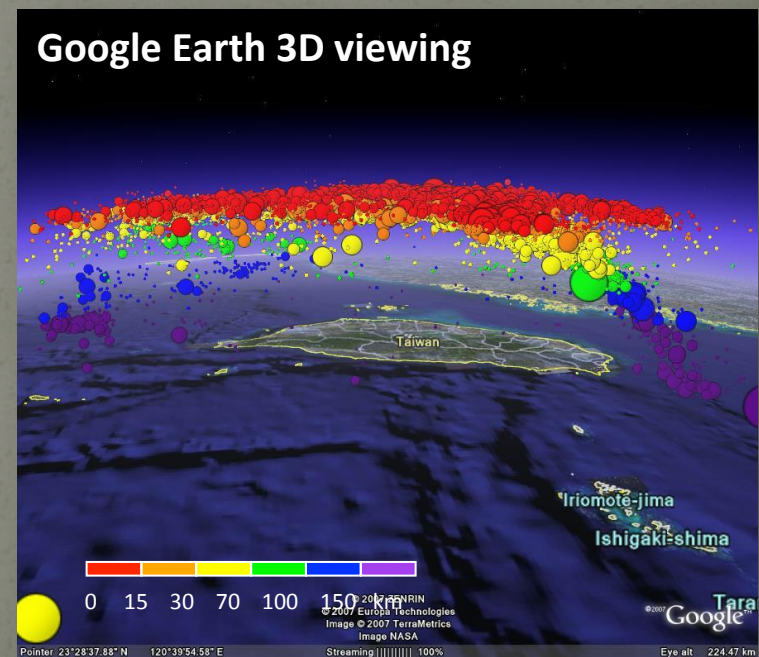 Google Earth 3D viewing
Taiwan
Iriomote-jima
Ishigaki-shima
0 15 30 70 100 150 km
© 2007 ZENRIN
© 2007 Europa Technologies
Image © 2007 TerraMetrics
Image NASA
Tara
©2007 Google™
Pointer 23°28'37.88" N 120°39'54.58" E Streaming |||||||||| 100% Eye alt 224.47 km